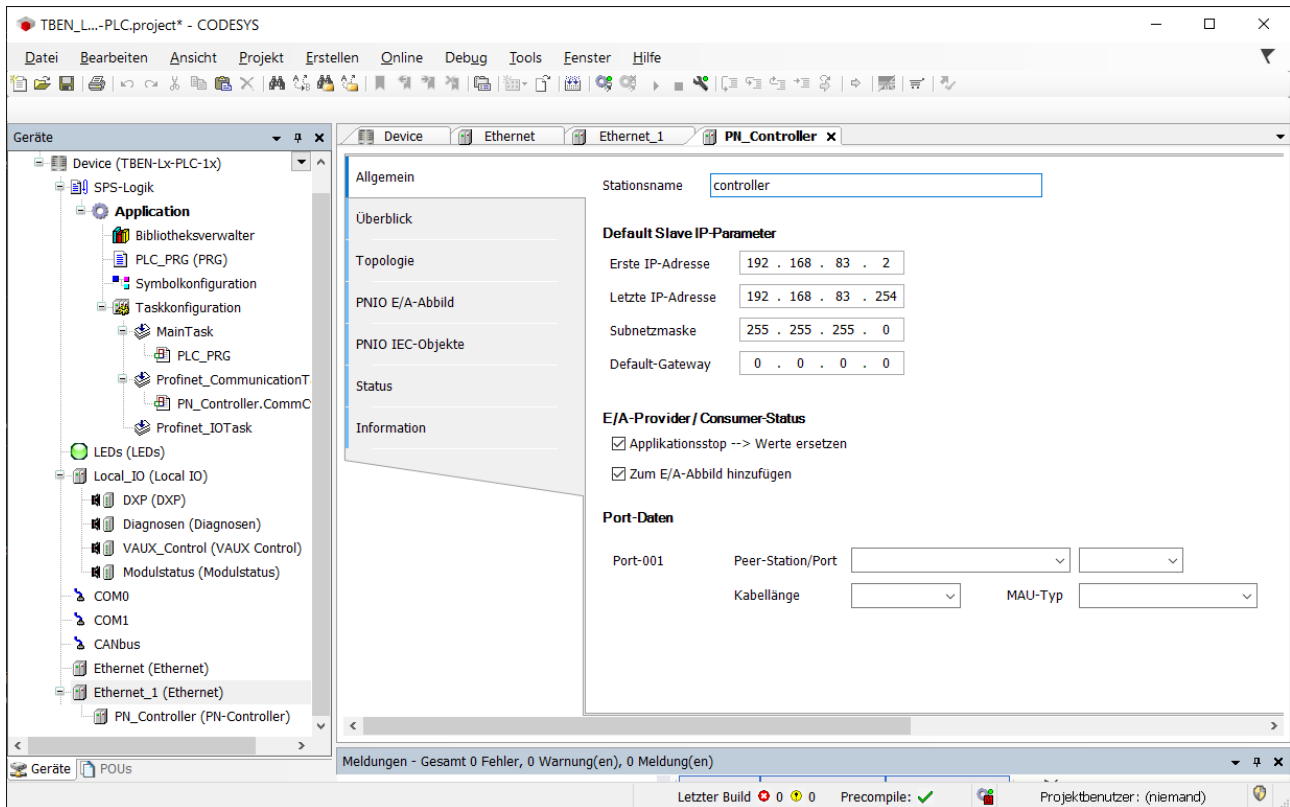 TBEN_L...-PLC.project* - CODESYS
Datei Bearbeiten Ansicht Projekt Erstellen Online Debug Tools Fenster Hilfe
Geräte
Device (TBEN-Lx-PLC-1x)
SPS-Logik
Application
Bibliotheksverwalter
PLC_PRG (PRG)
Symbolkonfiguration
Taskkonfiguration
MainTask
PLC_PRG
Profinet_CommunicationT
PN_Controller.CommC
Profinet_IOTask
LEDs (LEDs)
Local_IO (Local IO)
DXP (DXP)
Diagnosen (Diagnosen)
VAUX_Control (VAUX Control)
Modulstatus (Modulstatus)
COM0
COM1
CANbus
Ethernet (Ethernet)
Ethernet_1 (Ethernet)
PN_Controller (PN-Controller)
Geräte POUs
Device Ethernet Ethernet_1 PN_Controller
Allgemein
Überblick
Topologie
PNIO E/A-Abbild
PNIO IEC-Objekte
Status
Information
Stationsname controller
Default Slave IP-Parameter
Erste IP-Adresse 192 . 168 . 83 . 2
Letzte IP-Adresse 192 . 168 . 83 . 254
Subnetzmaske 255 . 255 . 255 . 0
Default-Gateway 0 . 0 . 0 . 0
E/A-Provider / Consumer-Status
Applikationsstop --> Werte ersetzen
Zum E/A-Abbild hinzufügen
Port-Daten
Port-001 Peer-Station/Port
Kabellänge MAU-Typ
Meldungen - Gesamt 0 Fehler, 0 Warnung(en), 0 Meldung(en)
Letzter Build 0 0 Precompile: Projektbenutzer: (niemand)